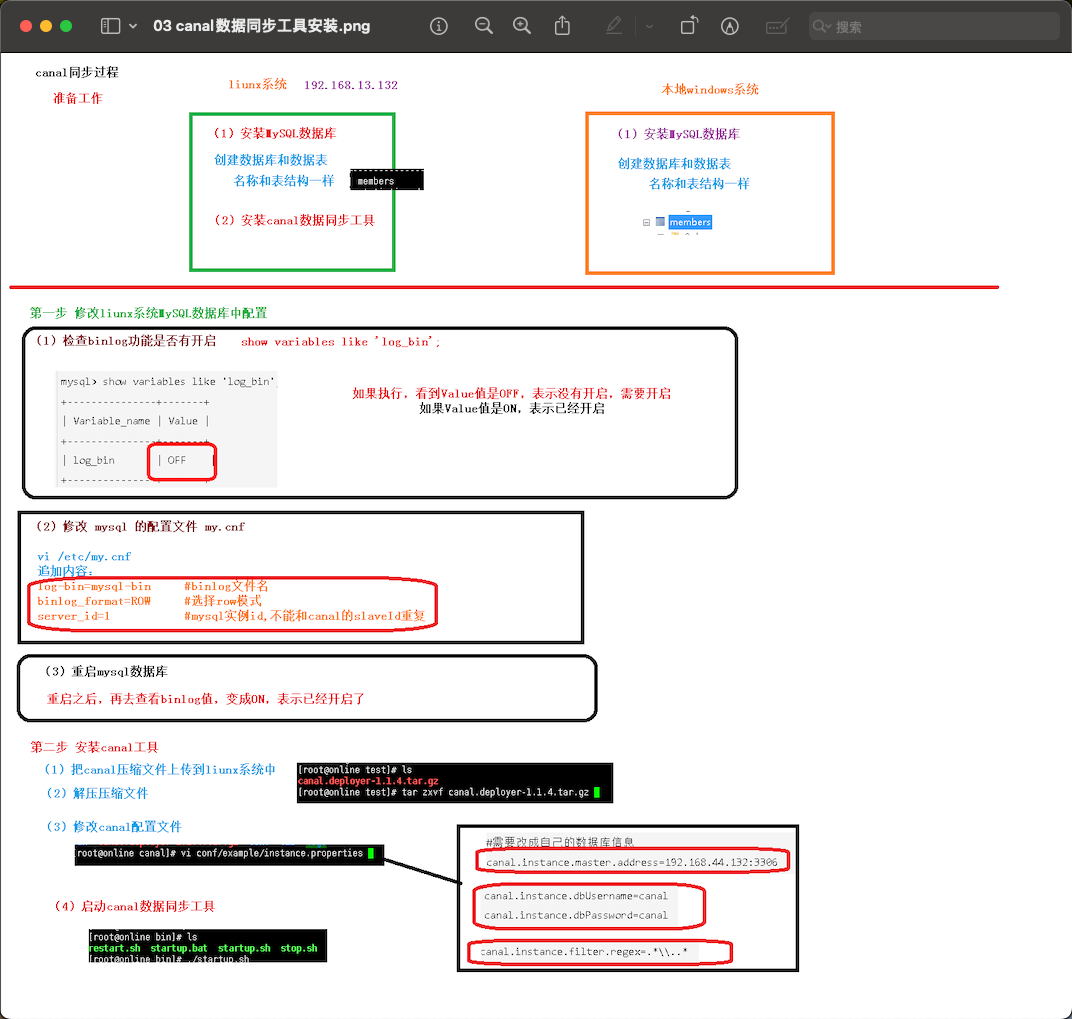 03 canal数据同步工具安装.png
搜索
canal同步过程
准备工作
liunx系统 192.168.13.132
本地windows系统
(1) 安装MySQL数据库
创建数据库和数据表
名称和表结构一样
members
(2) 安装canal数据同步工具
(1) 安装MySQL数据库
创建数据库和数据表
名称和表结构一样
members
第一步 修改liunx系统MySQL数据库中配置
(1) 检查binlog功能是否有开启 show variables like 'log_bin';
mysql> show variables like 'log_bin'
+---------------+-------+
| Variable_name | Value |
+---------------+-------+
| log_bin | OFF |
+---------------+-------+
如果执行，看到Value值是OFF，表示没有开启，需要开启
如果Value值是ON，表示已经开启
(2) 修改 mysql 的配置文件 my.cnf
vi /etc/my.cnf
追加内容：
log-bin=mysql-bin #binlog文件名
binlog_format=ROW #选择row模式
server_id=1 #mysql实例id,不能和canal的slaveId重复
(3) 重启mysql数据库
重启之后，再去查看binlog值，变成ON，表示已经开启了
第二步 安装canal工具
(1) 把canal压缩文件上传到liunx系统中
(2) 解压压缩文件
[root@online test]# ls
canal.deployer-1.1.4.tar.gz
[root@online test]# tar zxvf canal.deployer-1.1.4.tar.gz
(3) 修改canal配置文件
root@online canal]# vi conf/example/instance.properties
#需要改成自己的数据库信息
canal.instance.master.address=192.168.44.132:3306
canal.instance.dbUsername=canal
canal.instance.dbPassword=canal
canal.instance.filter.regex=.*\\..*
(4) 启动canal数据同步工具
[root@online bin]# ls
restart.sh startup.bat startup.sh stop.sh
[root@online bin]# ./startup.sh